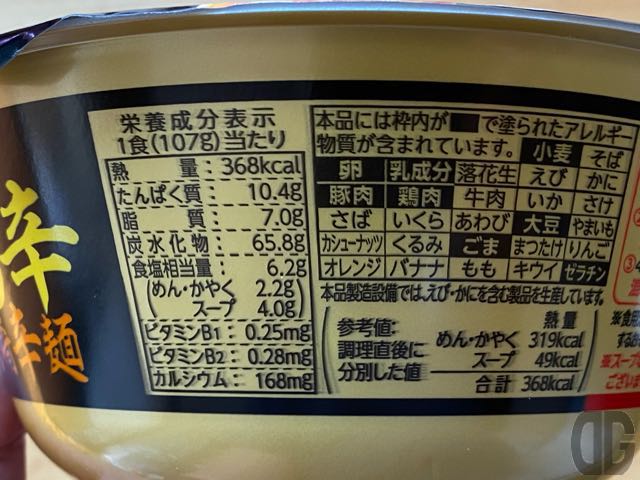 辛
辛麺
栄養成分表示
1食(107g)当たり
熱量：368kcal
たんぱく質：10.4g
脂質：7.0g
炭水化物：65.8g
食塩相当量：6.2g
(めん・かやく 2.2g)
(スープ 4.0g)
ビタミンB1：0.25mg
ビタミンB2：0.28mg
カルシウム：168mg
本品には枠内が■で塗られたアレルギー
物質が含まれています。 小麦 そば
卵 乳成分 落花生 えび かに
豚肉 鶏肉 牛肉 いか さけ
さば いくら あわび 大豆 やまいも
カシューナッツ くるみ ごま まつたけ りんご
オレンジ バナナ もも キウイ ゼラチン
本品製造設備では、えび・かにを含む製品を生産しています。
参考値:
調理直後に
分別した値
熱量
めん・かやく 319kcal
スープ 49kcal
合計 368kcal
DG